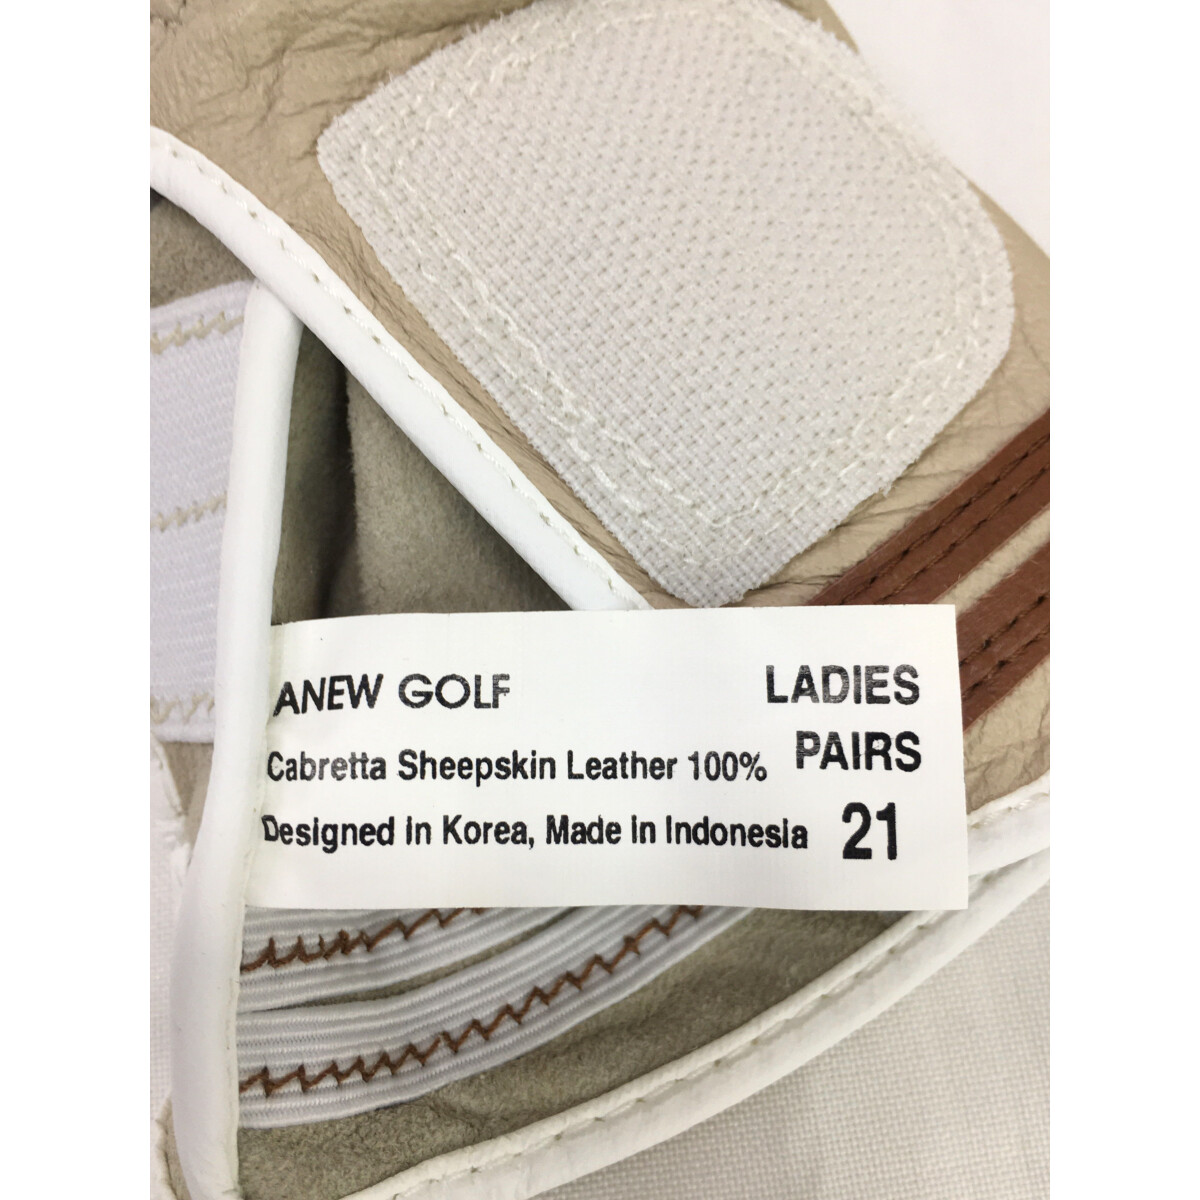 ANEW GOLF
Cabretta Sheepskin Leather 100%
Designed in Korea, Made in Indonesia
LADIES
PAIRS
21